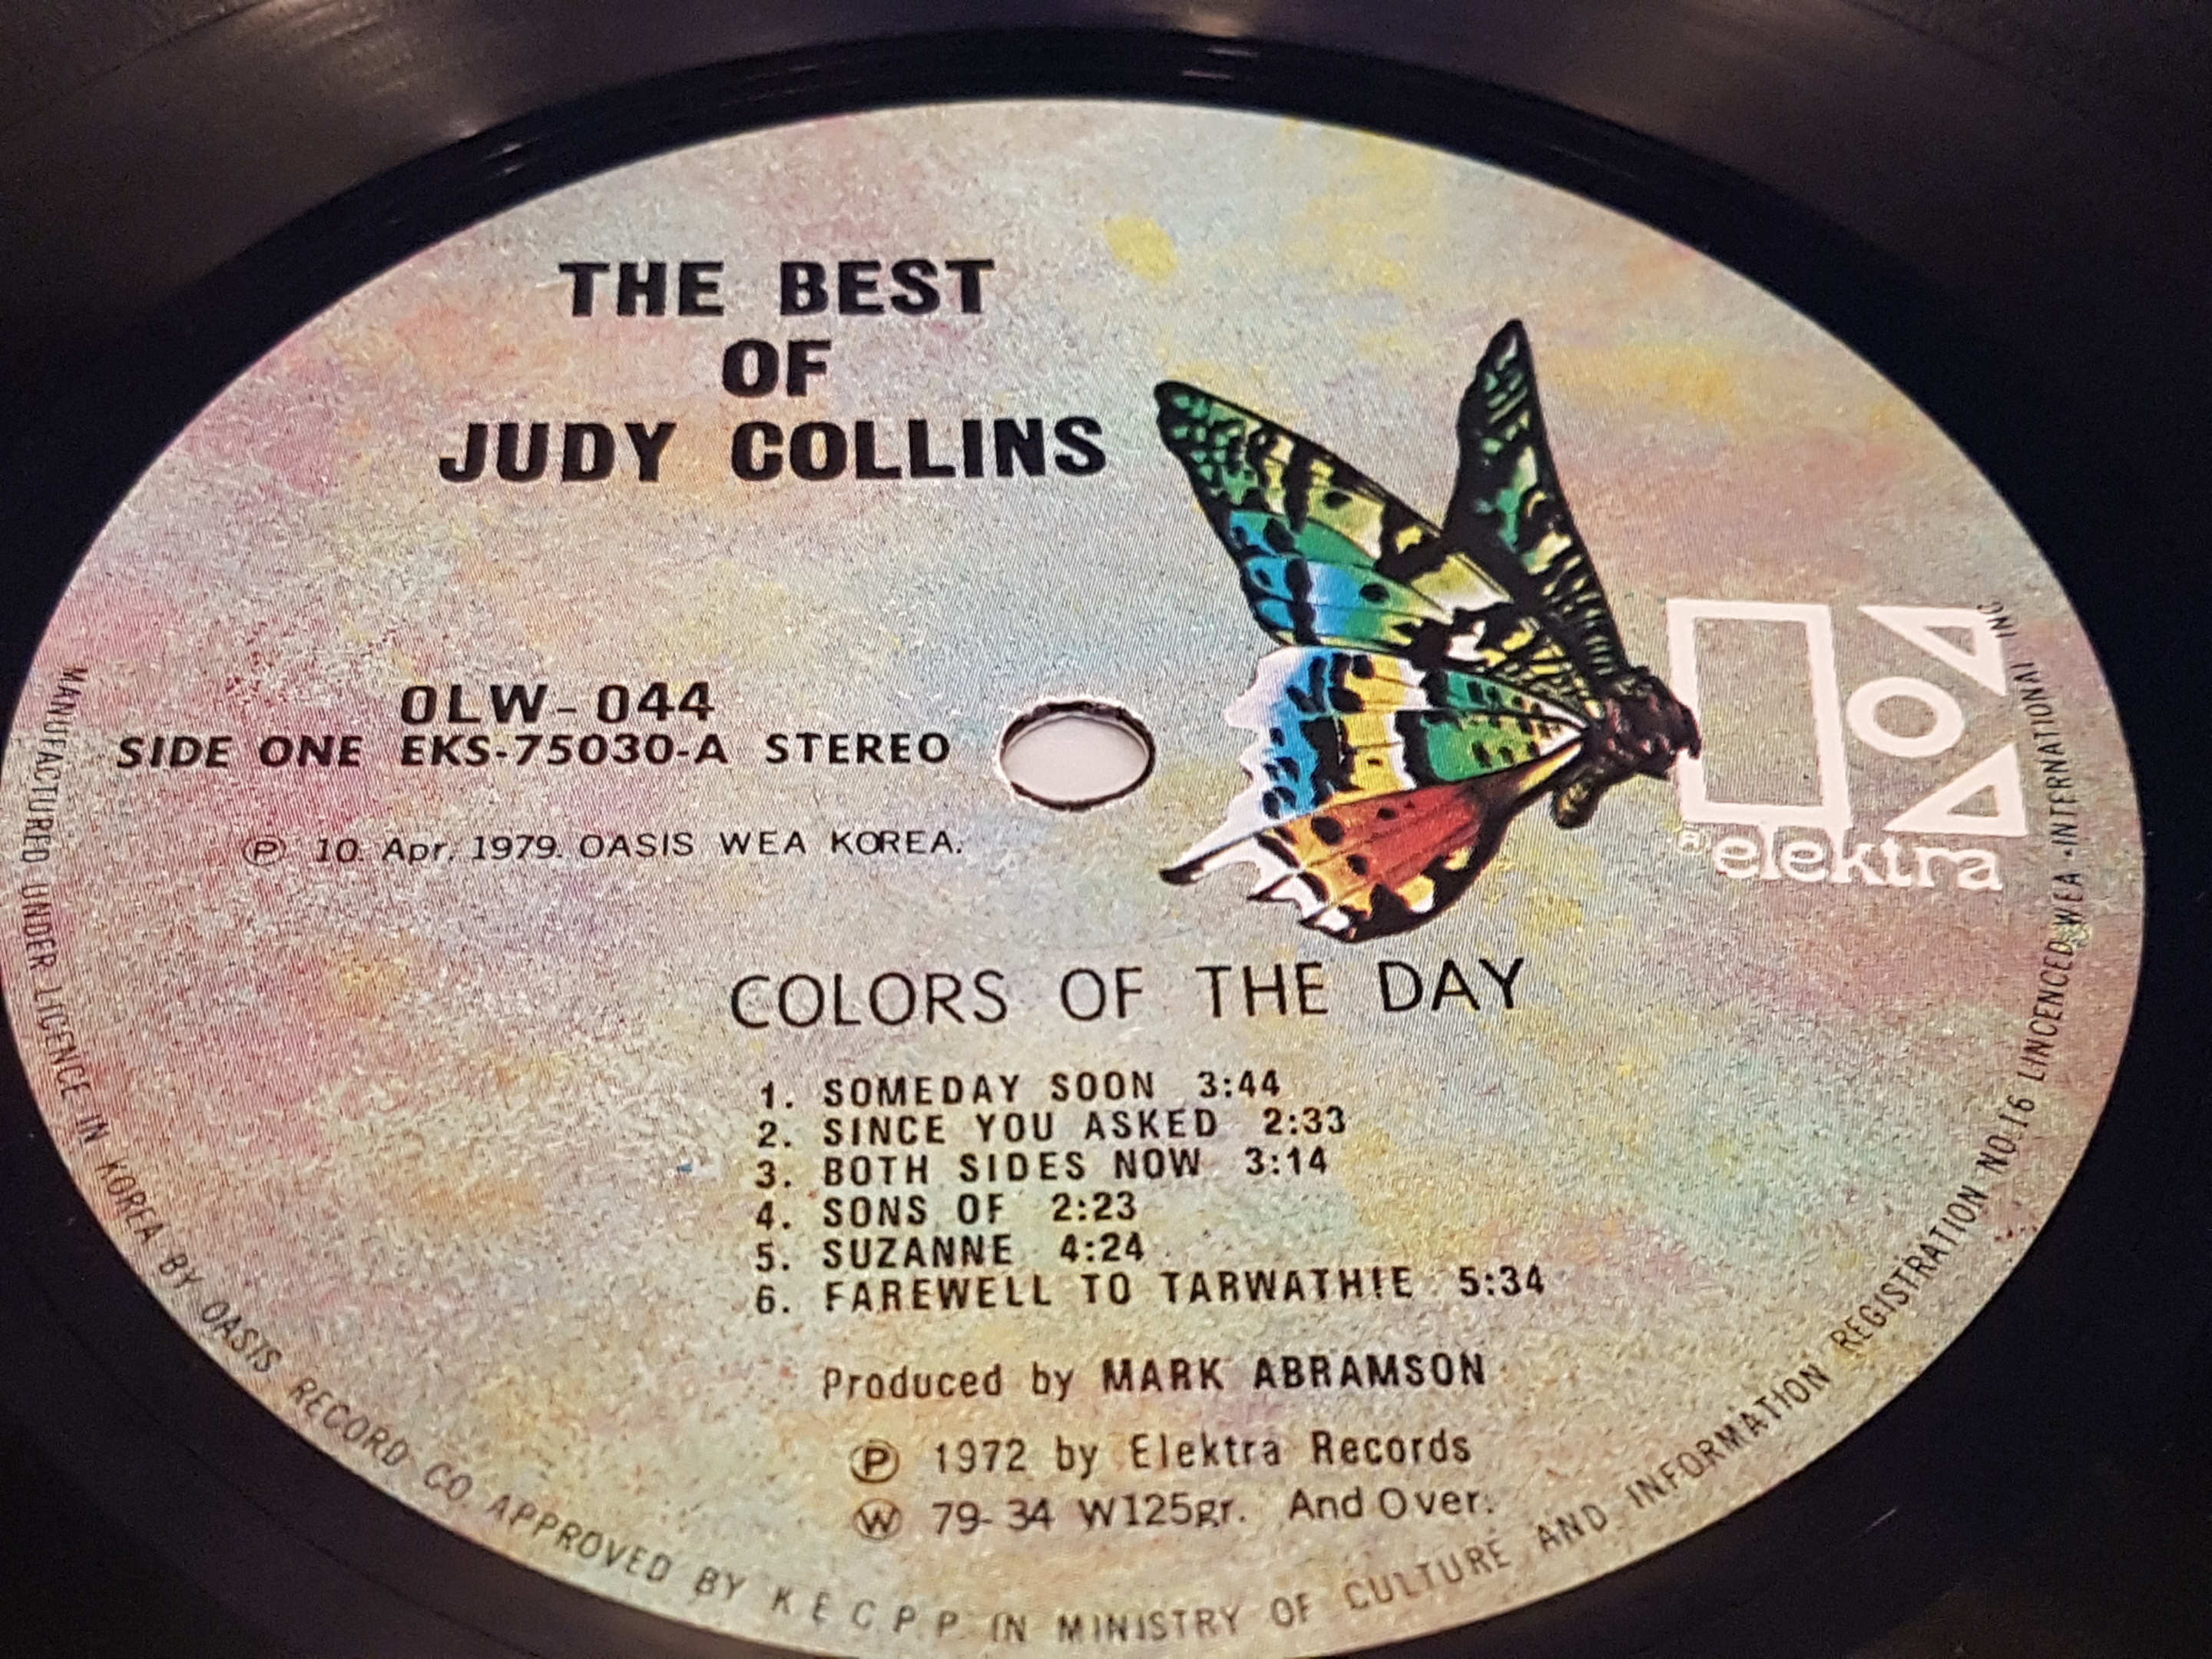 THE BEST
OF
JUDY COLLINS
OLW-044
SIDE ONE EKS-75030-A STEREO
Ⓟ 10. Apr. 1979. OASIS WEA KOREA.
® elektra
COLORS OF THE DAY
1. SOMEDAY SOON 3:44
2. SINCE YOU ASKED 2:33
3. BOTH SIDES NOW 3:14
4. SONS OF 2:23
5. SUZANNE 4:24
6. FAREWELL TO TARWATHIE 5:34
Produced by MARK ABRAMSON
Ⓟ 1972 by Elektra Records
Ⓦ 79-34 W125gr. And Over.
MANUFACTURED UNDER LICENCE IN KOREA BY OASIS RECORD CO. APPROVED BY K.E.C.P.P. IN MINISTRY OF CULTURE AND INFORMATION REGISTRATION NO.16 LINCENCED WEA·INTERNATIONAL INC